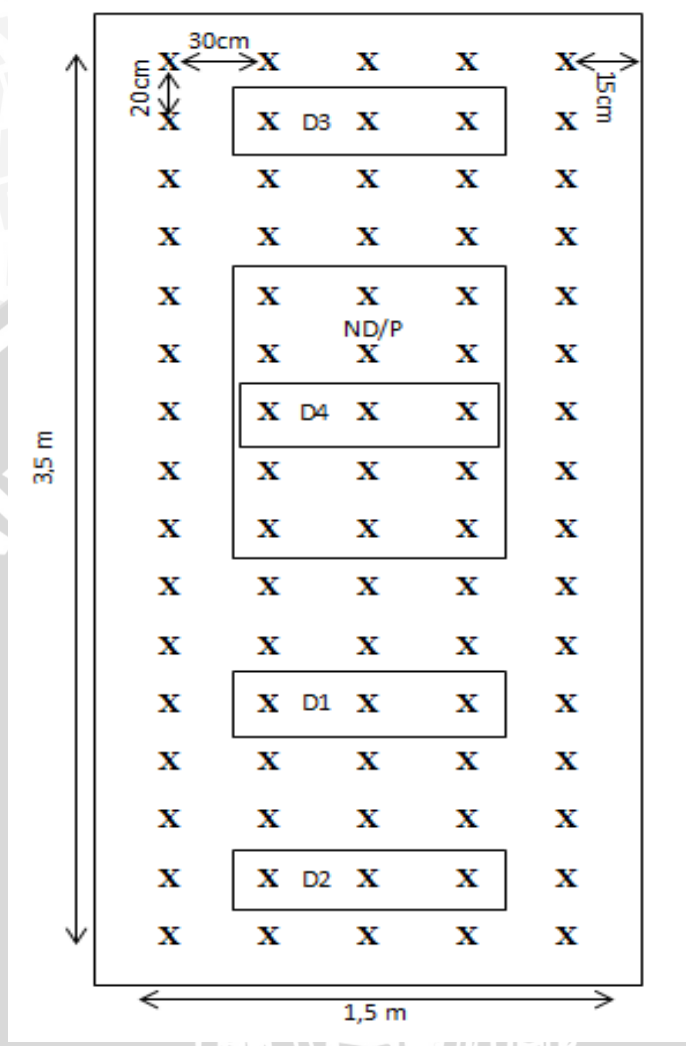 30cm
X X X X X
20cm
15cm
X X D3 X X X
X X X X X
X X X X X
X X X X X
ND/P
X X X X X
X X D4 X X X
3,5 m
X X X X X
X X X X X
X X X X X
X X X X X
X X D1 X X X
X X X X X
X X X X X
X X D2 X X X
X X X X X
1,5 m